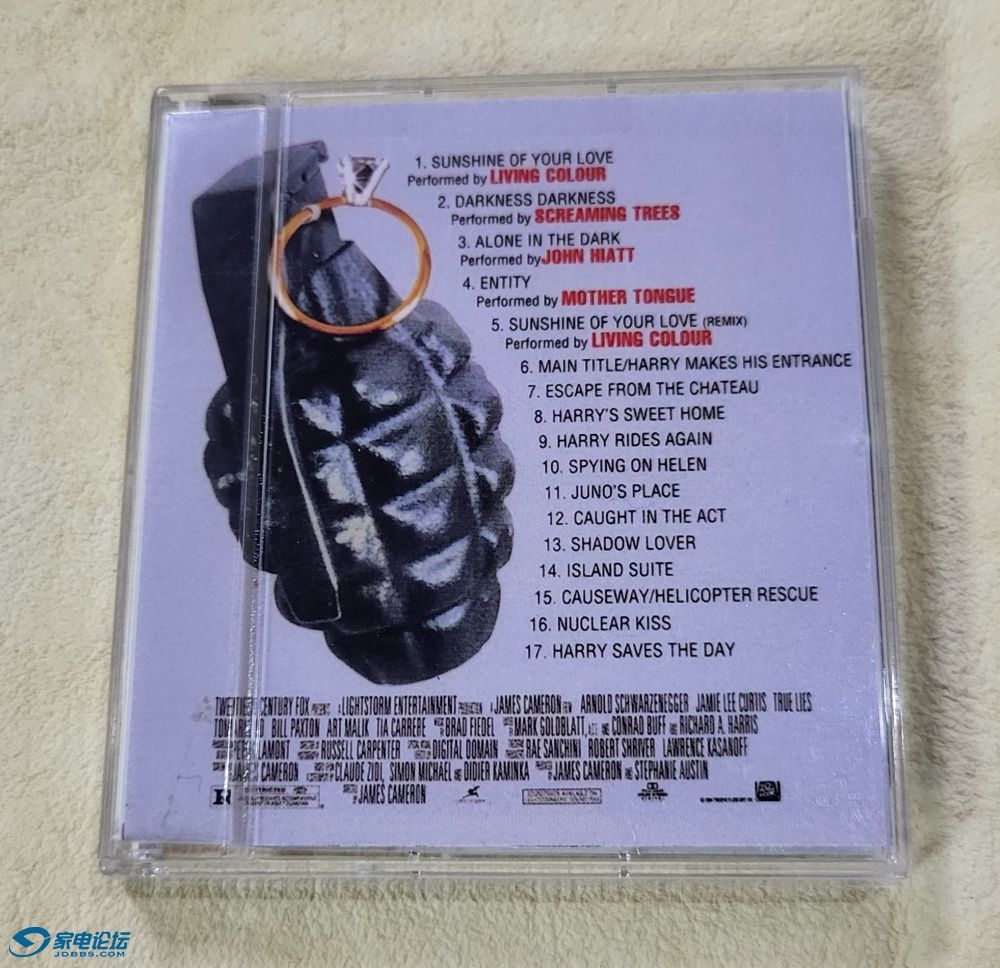 1. SUNSHINE OF YOUR LOVE
Performed by LIVING COLOUR
2. DARKNESS DARKNESS
Performed by SCREAMING TREES
3. ALONE IN THE DARK
Performed by JOHN HIATT
4. ENTITY
Performed by MOTHER TONGUE
5. SUNSHINE OF YOUR LOVE (REMIX)
Performed by LIVING COLOUR
6. MAIN TITLE/HARRY MAKES HIS ENTRANCE
7. ESCAPE FROM THE CHATEAU
8. HARRY'S SWEET HOME
9. HARRY RIDES AGAIN
10. SPYING ON HELEN
11. JUNO'S PLACE
12. CAUGHT IN THE ACT
13. SHADOW LOVER
14. ISLAND SUITE
15. CAUSEWAY/HELICOPTER RESCUE
16. NUCLEAR KISS
17. HARRY SAVES THE DAY
CENTURY FOX LIGHTSTORM ENTERTAINMENT JAMES CAMERON ARNOLD SCHWARZENEGGER JAMIE LEE CURTIS TRUE LIES
BILL PAXTON ART MALIK TIA CARRERE BRAD FIEDEL MARK GOLDBLATT, CONRAD BUFF RICHARD A. HARRIS
RUSSELL CARPENTER DIGITAL DOMAIN RAE SANCHINI ROBERT SHRIVER LAWRENCE KASANOFF
CAMERON CLAUDE ZIDI, SIMON MICHAEL DIDIER KAMINKA JAMES CAMERON STEPHANIE AUSTIN
JAMES CAMERON
家电论坛
JDBBS.COM